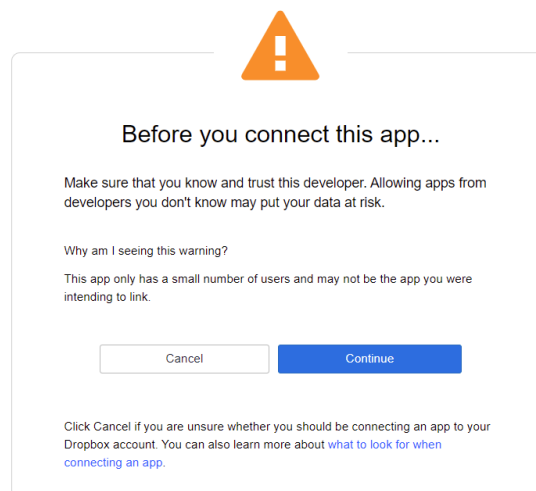 Before you connect this app...
Make sure that you know and trust this developer. Allowing apps from
developers you don't know may put your data at risk.
Why am I seeing this warning?
This app only has a small number of users and may not be the app you were
intending to link.
Cancel
Continue
Click Cancel if you are unsure whether you should be connecting an app to your
Dropbox account. You can also learn more about what to look for when
connecting an app.